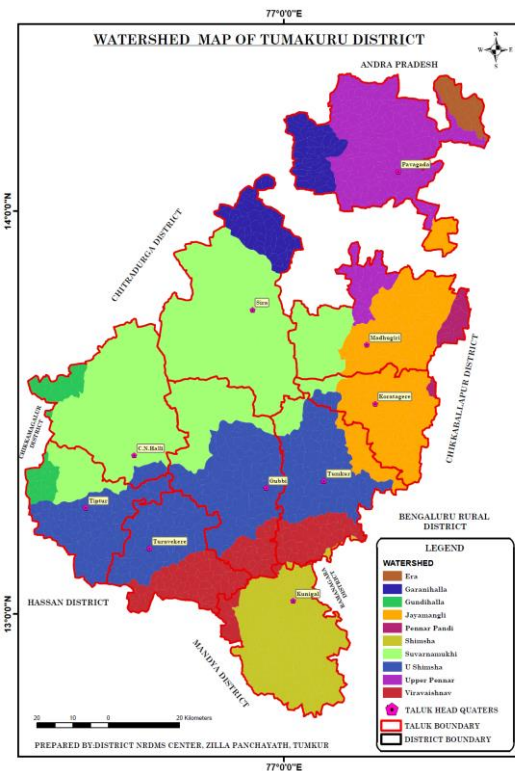 77°0'0"E
WATERSHED MAP OF TUMAKURU DISTRICT
N
W
E
S
ANDRA PRADESH
Pavagada
14°0'0"N
CHITRADURGA DISTRICT
Sira
Madhugiri
Koratagere
CHIKKABALLAPUR DISTRICT
CHIKKAMAGALUR
DISTRICT
C.N.Halli
Gubbi
Tumkur
Tiptur
Turuvekere
BENGALURU RURAL
DISTRICT
RAMANAGARA
DISTRICT
HASSAN DISTRICT
Kunigal
13°0'0"N
MANDYA DISTRICT
LEGEND
WATERSHED
Era
Garanihalla
Gundihalla
Jayamangli
Pennar Pandi
Shimsha
Suvarnamukhi
U Shimsha
Upper Pennar
Viravaishnav
TALUK HEAD QUATERS
TALUK BOUNDARY
DISTRICT BOUNDARY
20 10 0 20 Kilometers
PREPARED BY:DISTRICT NRDMS CENTER, ZILLA PANCHAYATH, TUMKUR
77°0'0"E